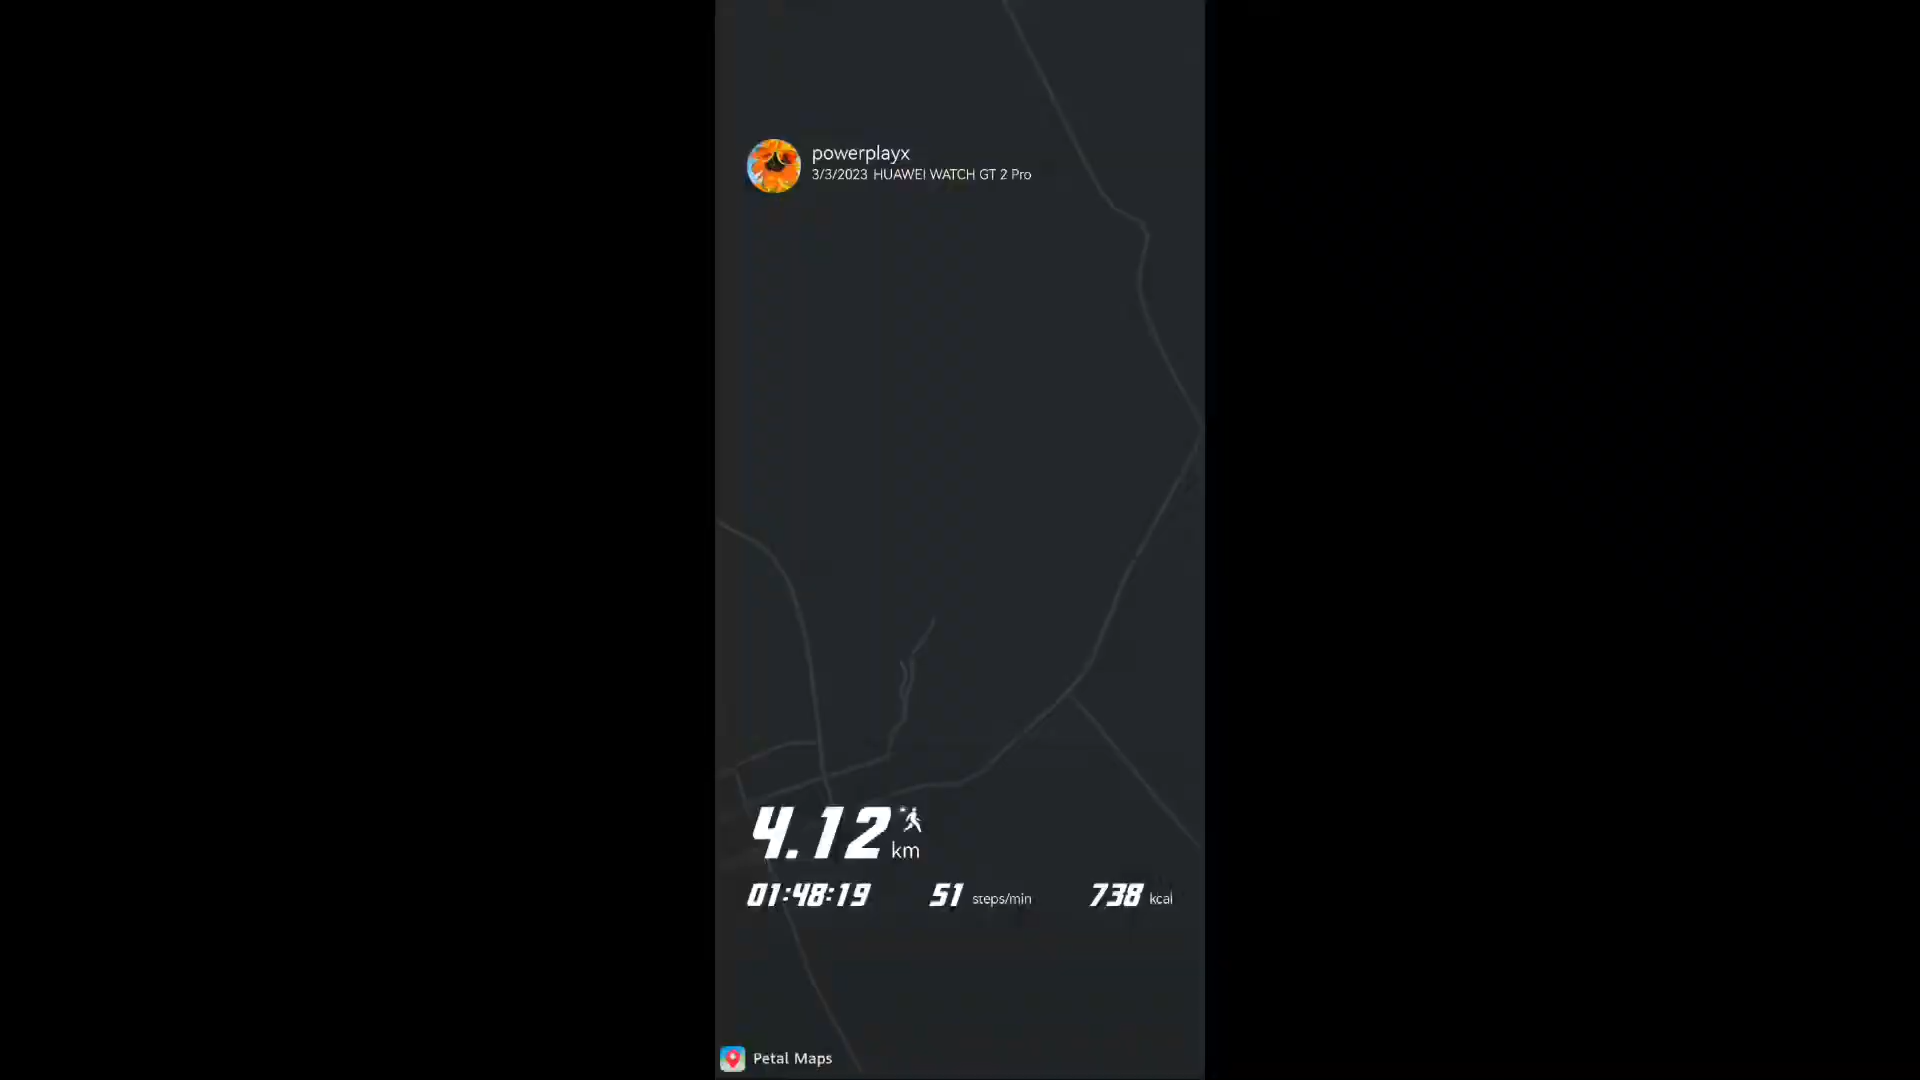 powerplayx
3/3/2023 HUAWEI WATCH GT 2 Pro
4.12 km
01:48:19 51 steps/min 738 kcal
Petal Maps